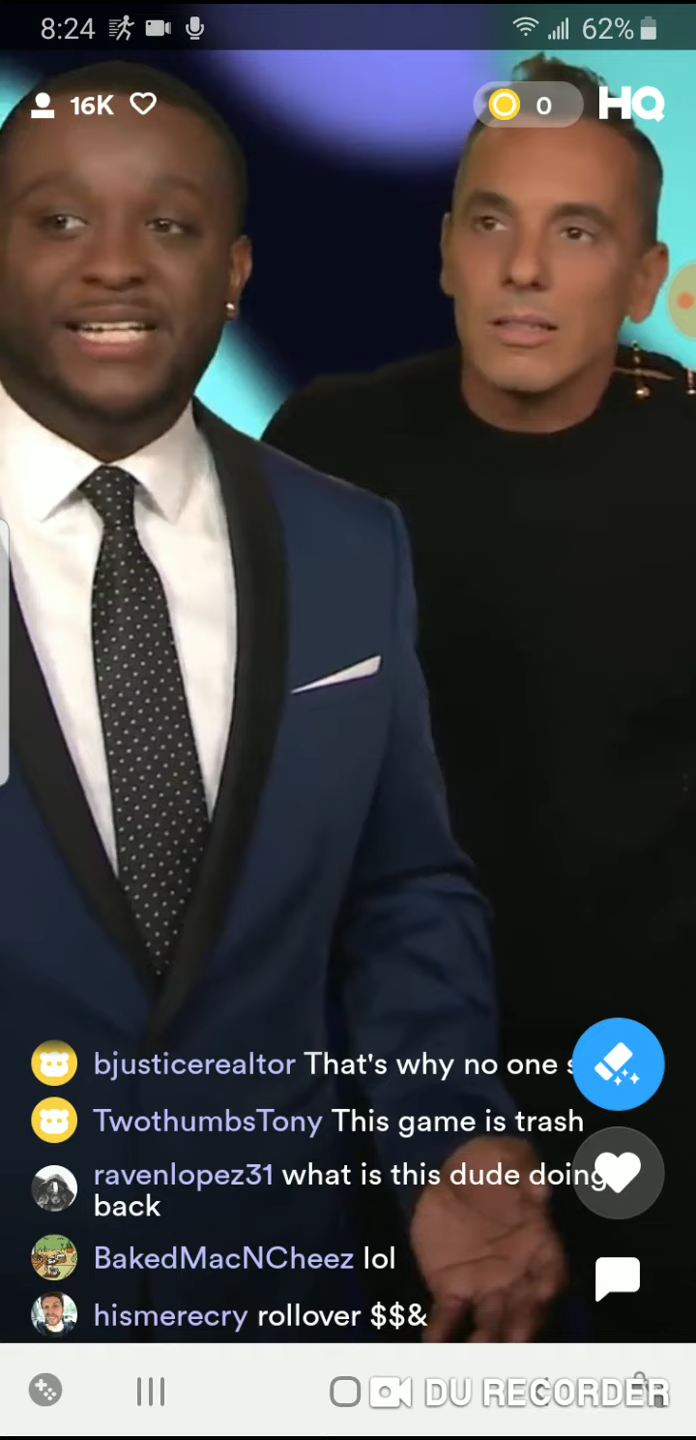 8:24
62%
16K
0
HQ
bjusticerealtor That's why no one
TwothumbsTony This game is trash
ravenlopez31 what is this dude doing
back
BakedMacNCheez lol
hismerecry rollover $$&
DU RECORDER